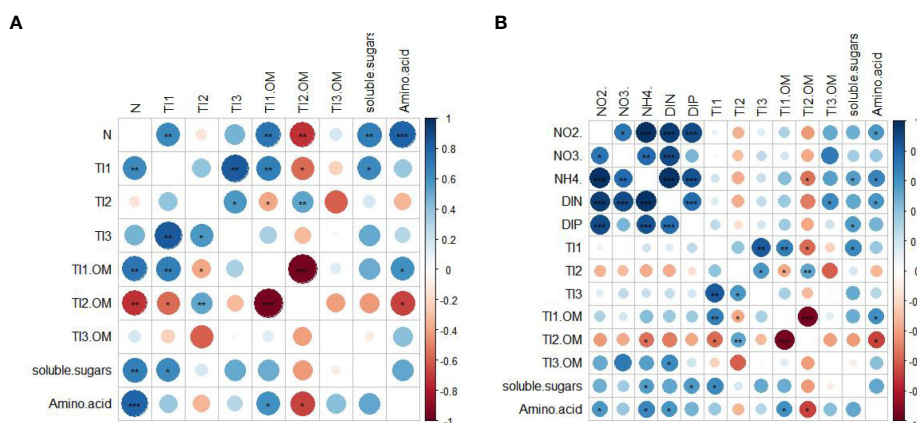 A
N
TI1
TI2
TI3
TI1.OM
TI2.OM
TI3.OM
soluble.sugars
Amino.acid
N
** ** ** ** ***
TI1
** *** ** * *
TI2
* * **
TI3
** *
TI1.OM
** ** * *** *
TI2.OM
** * ** *** *
TI3.OM
soluble.sugars
** *
Amino.acid
*** * *
1
0.8
0.6
0.4
0.2
0
-0.2
-0.4
-0.6
-0.8
-1
B
NO2.
NO3.
NH4.
DIN
DIP
TI1
TI2
TI3
TI1.OM
TI2.OM
TI3.OM
soluble.sugars
Amino.acid
NO2.
* *** *** *** *
NO3.
* ** ***
NH4.
*** ** *** *** * * *
DIN
*** *** *** *** * *
DIP
*** *** *** *
TI1
*** ** * *
TI2
* * **
TI3
** *
TI1.OM
** * *** *
TI2.OM
* * ** *** *
TI3.OM
*
soluble.sugars
* * *
Amino.acid
* * * * *